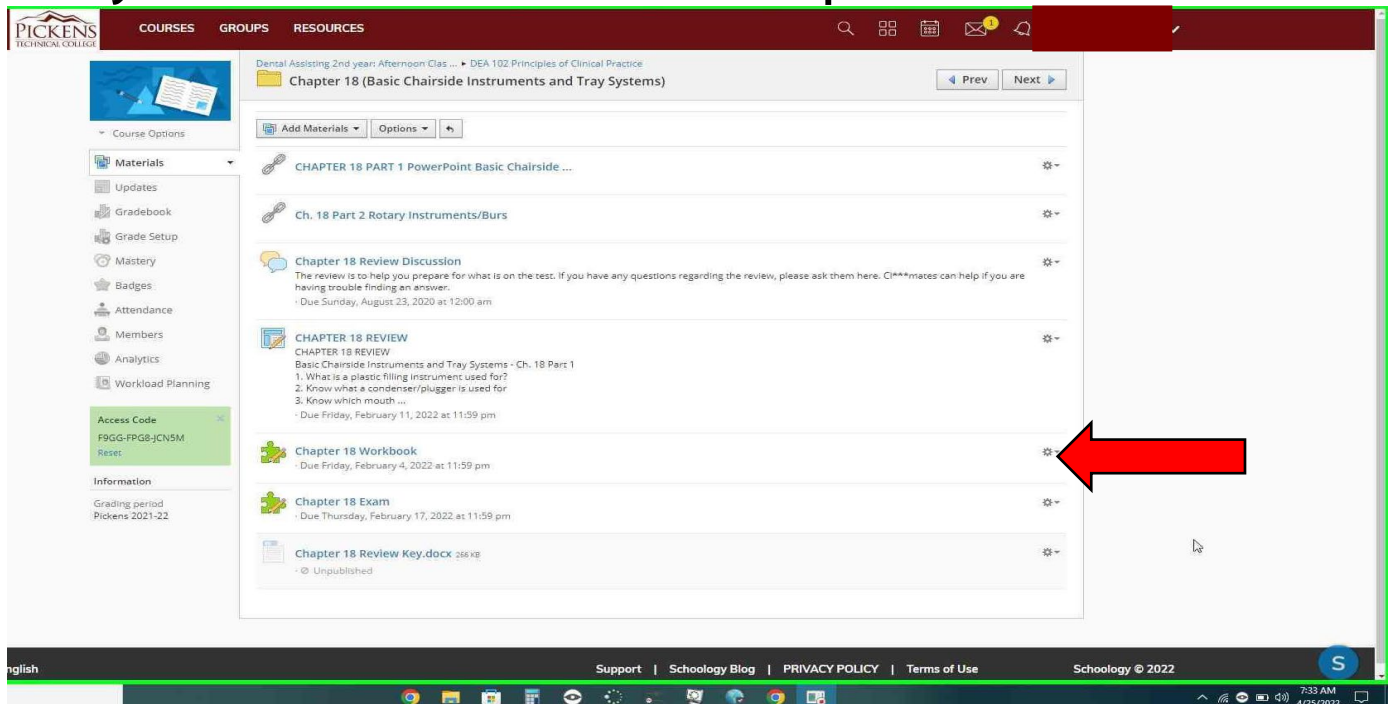 PICKENS
TECHNICAL COLLEGE
COURSES GROUPS RESOURCES
1
Dental Assisting 2nd year: Afternoon Clas ... ▸ DEA 102 Principles of Clinical Practice
Chapter 18 (Basic Chairside Instruments and Tray Systems)
Prev Next
Course Options
Add Materials Options
Materials
Updates
Gradebook
Grade Setup
Mastery
Badges
Attendance
Members
Analytics
Workload Planning
Access Code
F9GG-FPG8-JCN5M
Reset
Information
Grading period
Pickens 2021-22
CHAPTER 18 PART 1 PowerPoint Basic Chairside ...
Ch. 18 Part 2 Rotary Instruments/Burs
Chapter 18 Review Discussion
The review is to help you prepare for what is on the test. If you have any questions regarding the review, please ask them here. Cl***mates can help if you are
having trouble finding an answer.
· Due Sunday, August 23, 2020 at 12:00 am
CHAPTER 18 REVIEW
CHAPTER 18 REVIEW
Basic Chairside Instruments and Tray Systems - Ch. 18 Part 1
1. What is a plastic filling instrument used for?
2. Know what a condenser/plugger is used for
3. Know which mouth ...
· Due Friday, February 11, 2022 at 11:59 pm
Chapter 18 Workbook
· Due Friday, February 4, 2022 at 11:59 pm
Chapter 18 Exam
· Due Thursday, February 17, 2022 at 11:59 pm
Chapter 18 Review Key.docx 266 KB
· Unpublished
nglish
Support | Schoology Blog | PRIVACY POLICY | Terms of Use
Schoology © 2022
S
7:33 AM
4/25/2022